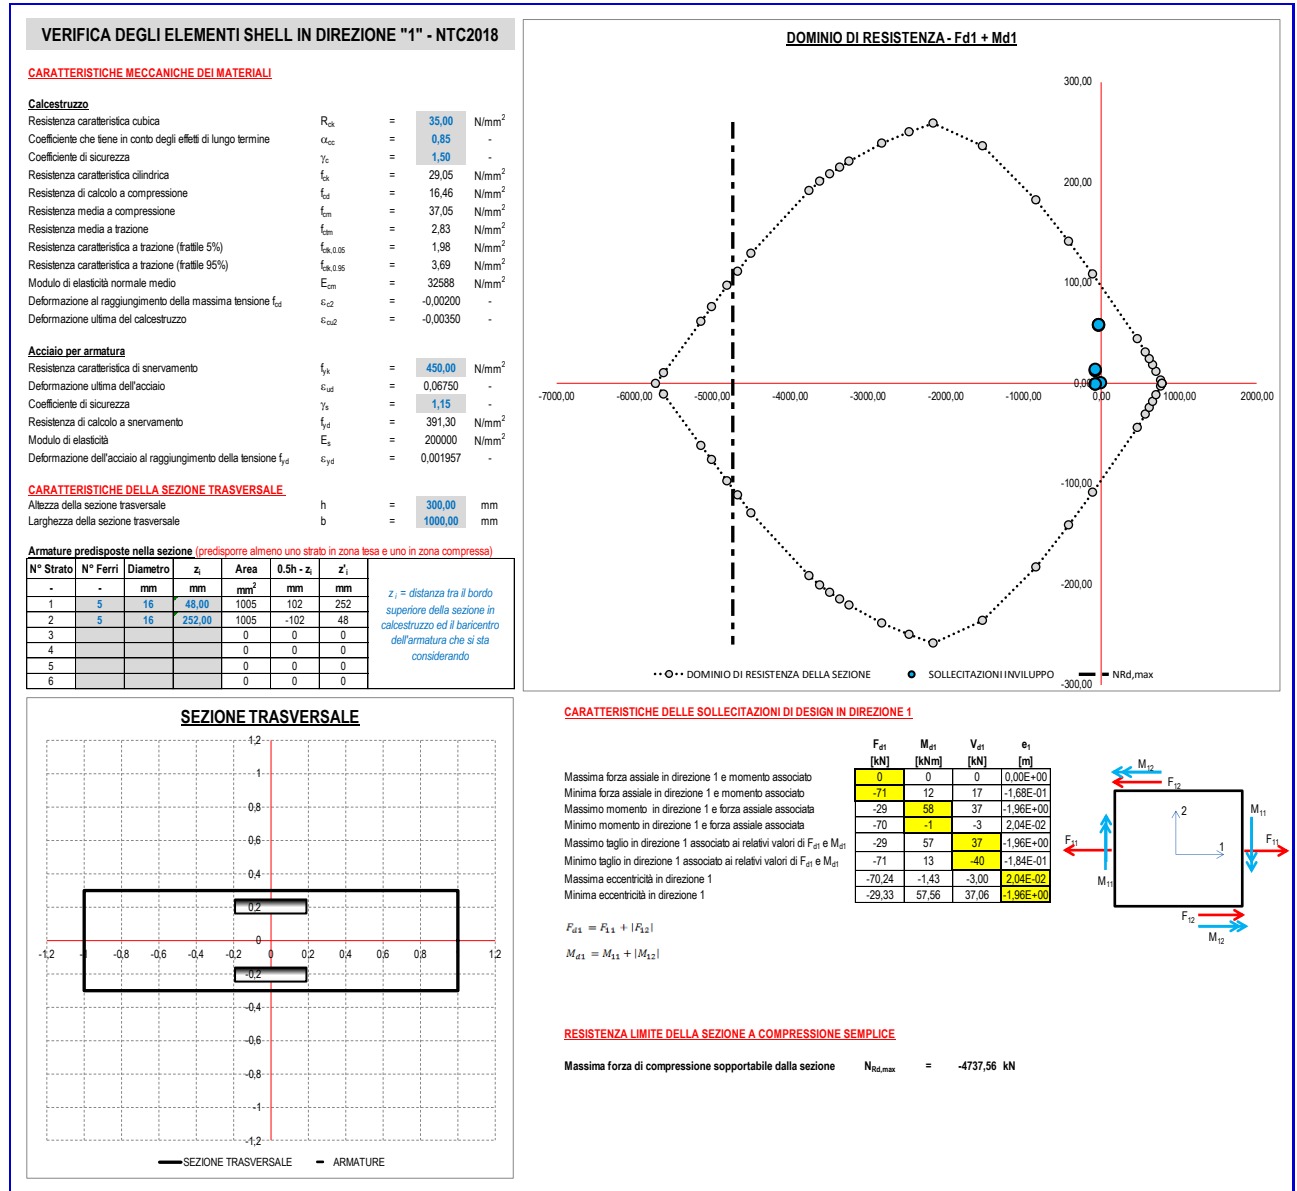 VERIFICA DEGLI ELEMENTI SHELL IN DIREZIONE "1" - NTC2018
CARATTERISTICHE MECCANICHE DEI MATERIALI
Calcestruzzo
Resistenza caratteristica cubica Rck = 35,00 N/mm²
Coefficiente che tiene in conto degli effetti di lungo termine αcc = 0,85 -
Coefficiente di sicurezza γc = 1,50 -
Resistenza caratteristica cilindrica fck = 29,05 N/mm²
Resistenza di calcolo a compressione fcd = 16,46 N/mm²
Resistenza media a compressione fcm = 37,05 N/mm²
Resistenza media a trazione fctm = 2,83 N/mm²
Resistenza caratteristica a trazione (frattile 5%) fctk,0.05 = 1,98 N/mm²
Resistenza caratteristica a trazione (frattile 95%) fctk,0.95 = 3,69 N/mm²
Modulo di elasticità normale medio Ecm = 32588 N/mm²
Deformazione al raggiungimento della massima tensione fcd εc2 = -0,00200 -
Deformazione ultima del calcestruzzo εcu2 = -0,00350 -
Acciaio per armatura
Resistenza caratteristica di snervamento fyk = 450,00 N/mm²
Deformazione ultima dell'acciaio εud = 0,06750 -
Coefficiente di sicurezza γs = 1,15 -
Resistenza di calcolo a snervamento fyd = 391,30 N/mm²
Modulo di elasticità Es = 200000 N/mm²
Deformazione dell'acciaio al raggiungimento della tensione fyd εyd = 0,001957 -
CARATTERISTICHE DELLA SEZIONE TRASVERSALE
Altezza della sezione trasversale h = 300,00 mm
Larghezza della sezione trasversale b = 1000,00 mm
Armature predisposte nella sezione (predisporre almeno uno strato in zona tesa e uno in zona compressa)
N° Strato N° Ferri Diametro zi Area 0.5h - zi z'i
- - mm mm mm² mm mm
1 5 16 48,00 1005 102 252
2 5 16 252,00 1005 -102 48
3 0 0 0
4 0 0 0
5 0 0 0
6 0 0 0
zi = distanza tra il bordo
superiore della sezione in
calcestruzzo ed il baricentro
dell'armatura che si sta
considerando
DOMINIO DI RESISTENZA - Fd1 + Md1
300,00
200,00
100,00
0,00
-100,00
-200,00
-300,00
-7000,00 -6000,00 -5000,00 -4000,00 -3000,00 -2000,00 -1000,00 0,00 1000,00 2000,00
DOMINIO DI RESISTENZA DELLA SEZIONE SOLLECITAZIONI INVILUPPO NRd,max
SEZIONE TRASVERSALE
1,2
1
0,8
0,6
0,4
0,2
0
-0,2
-0,4
-0,6
-0,8
-1
-1,2
-1,2 -1 -0,8 -0,6 -0,4 -0,2 0 0,2 0,4 0,6 0,8 1 1,2
SEZIONE TRASVERSALE ARMATURE
CARATTERISTICHE DELLE SOLLECITAZIONI DI DESIGN IN DIREZIONE 1
Fd1 Md1 Vd1 e1
[kN] [kNm] [kN] [m]
Massima forza assiale in direzione 1 e momento associato 0 0 0 0,00E+00
Minima forza assiale in direzione 1 e momento associato -71 12 17 -1,68E-01
Massimo momento in direzione 1 e forza assiale associata -29 58 37 -1,96E+00
Minimo momento in direzione 1 e forza assiale associata -70 -1 -3 2,04E-02
Massimo taglio in direzione 1 associato ai relativi valori di Fd1 e Md1 -29 57 37 -1,96E+00
Minimo taglio in direzione 1 associato ai relativi valori di Fd1 e Md1 -71 13 -40 -1,84E-01
Massima eccentricità in direzione 1 -70,24 -1,43 -3,00 2,04E-02
Minima eccentricità in direzione 1 -29,33 57,56 37,06 -1,96E+00
Fd1 = F11 + |F12|
Md1 = M11 + |M12|
M12
F12
2
1
M11
F11
F11
M11
F12
M12
RESISTENZA LIMITE DELLA SEZIONE A COMPRESSIONE SEMPLICE
Massima forza di compressione sopportabile dalla sezione NRd,max = -4737,56 kN